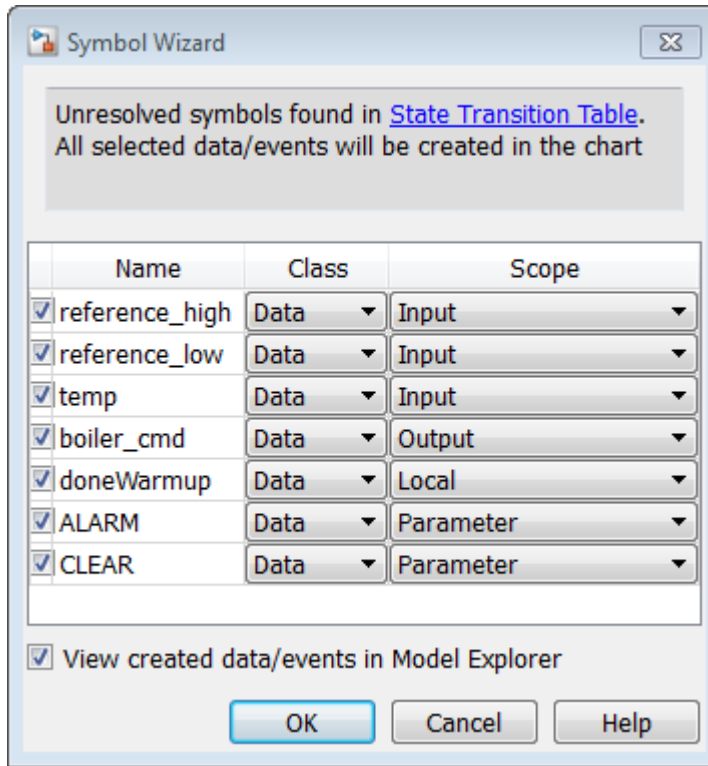 Symbol Wizard
Unresolved symbols found in State Transition Table.
All selected data/events will be created in the chart
Name Class Scope
reference_high Data Input
reference_low Data Input
temp Data Input
boiler_cmd Data Output
doneWarmup Data Local
ALARM Data Parameter
CLEAR Data Parameter
View created data/events in Model Explorer
OK Cancel Help